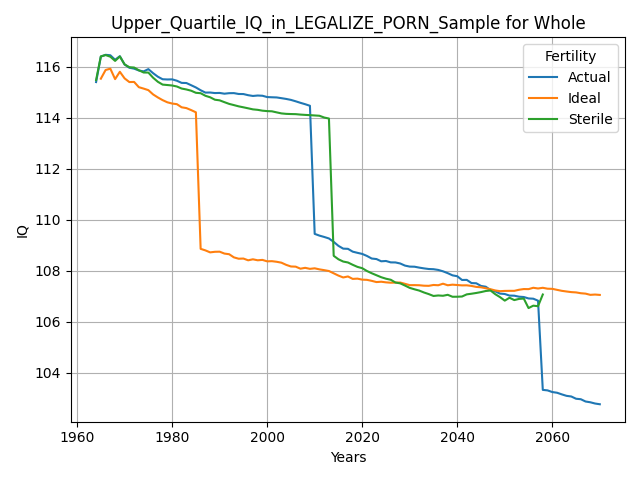 Upper_Quartile_IQ_in_LEGALIZE_PORN_Sample for Whole
Fertility
Actual
Ideal
Sterile
IQ
116
114
112
110
108
106
104
1960
1980
2000
2020
2040
2060
Years